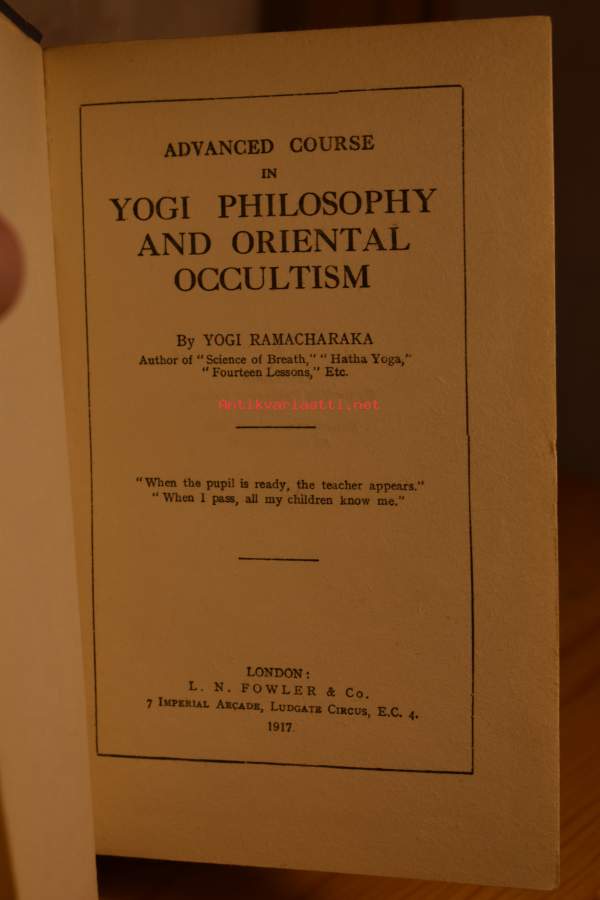 ADVANCED COURSE
IN
YOGI PHILOSOPHY
AND ORIENTAL
OCCULTISM
By YOGI RAMACHARAKA
Author of "Science of Breath," "Hatha Yoga,"
"Fourteen Lessons," Etc.
Antikvariaatti.net
"When the pupil is ready, the teacher appears."
"When I pass, all my children know me."
LONDON:
L. N. FOWLER & Co.
7 IMPERIAL ARCADE, LUDGATE CIRCUS, E.C. 4.
1917